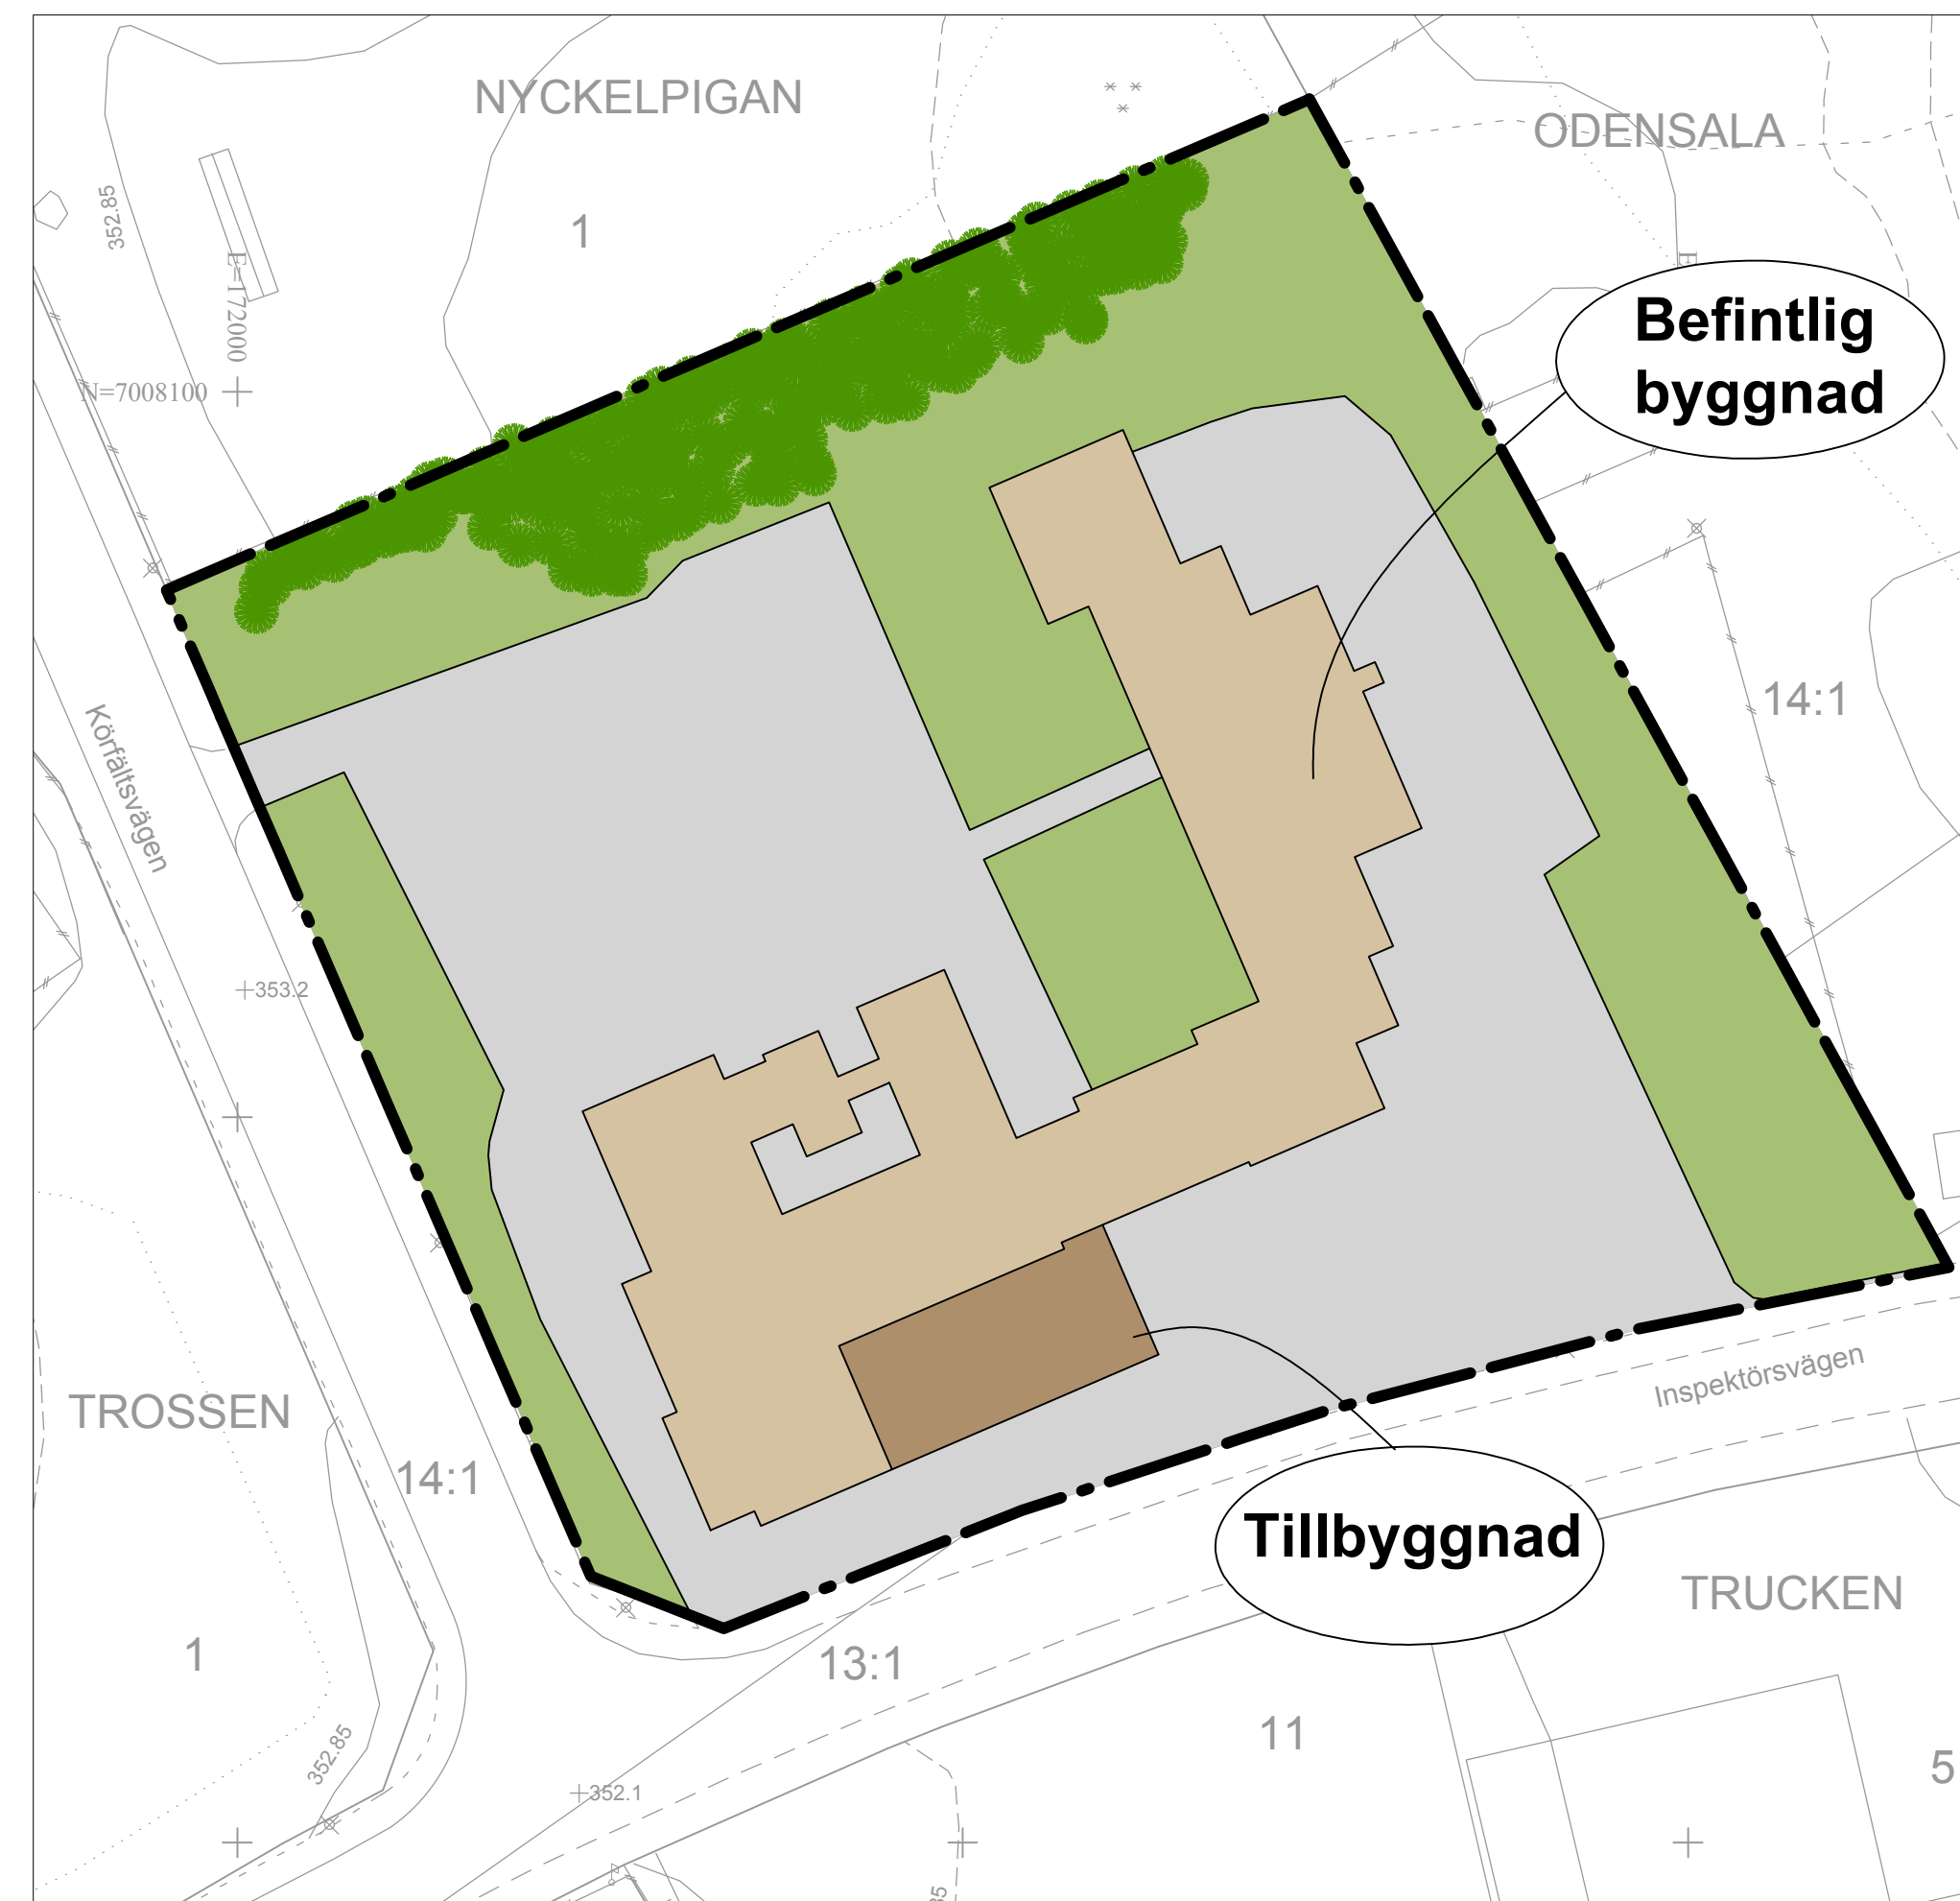 NYCKELPIGAN
ODENSALA
1
352.85
E=172000
N=7008100
Befintlig
byggnad
14:1
Körfältsvägen
353.2
Inspektörsvägen
TROSSEN
14:1
Tillbyggnad
TRUCKEN
1
13:1
11
352.85
352.1
5